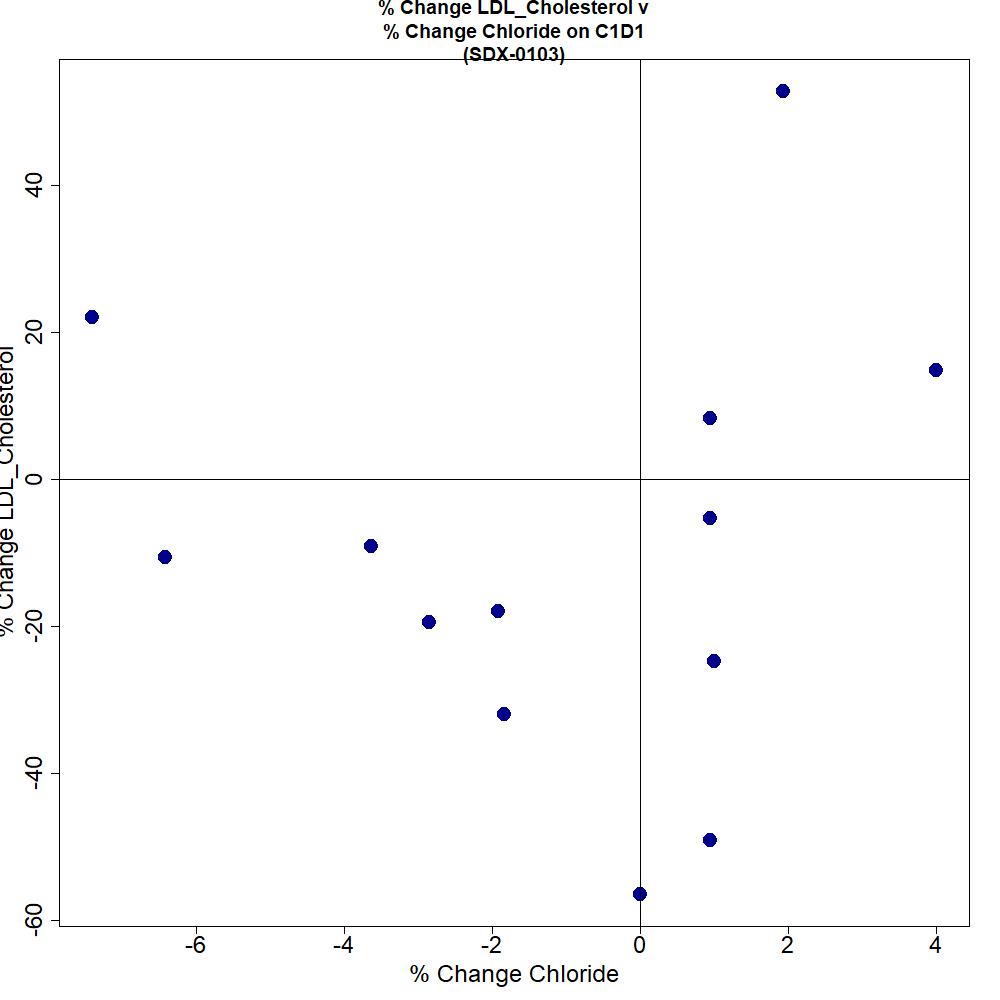 % Change LDL_Cholesterol v
% Change Chloride on C1D1
(SDX-0103)
% Change LDL_Cholesterol
40
20
0
-20
-40
-60
-6
-4
-2
0
2
4
% Change Chloride